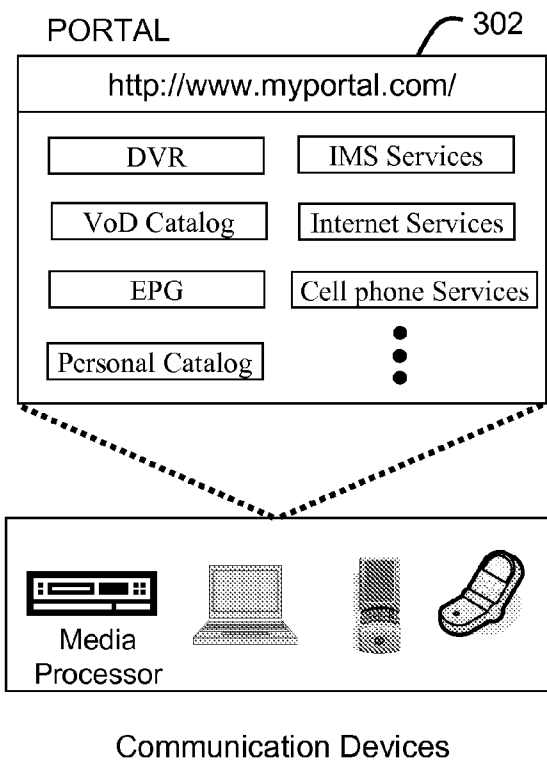 PORTAL
302
http://www.myportal.com/
DVR
IMS Services
VoD Catalog
Internet Services
EPG
Cell phone Services
Personal Catalog
Media
Processor
Communication Devices